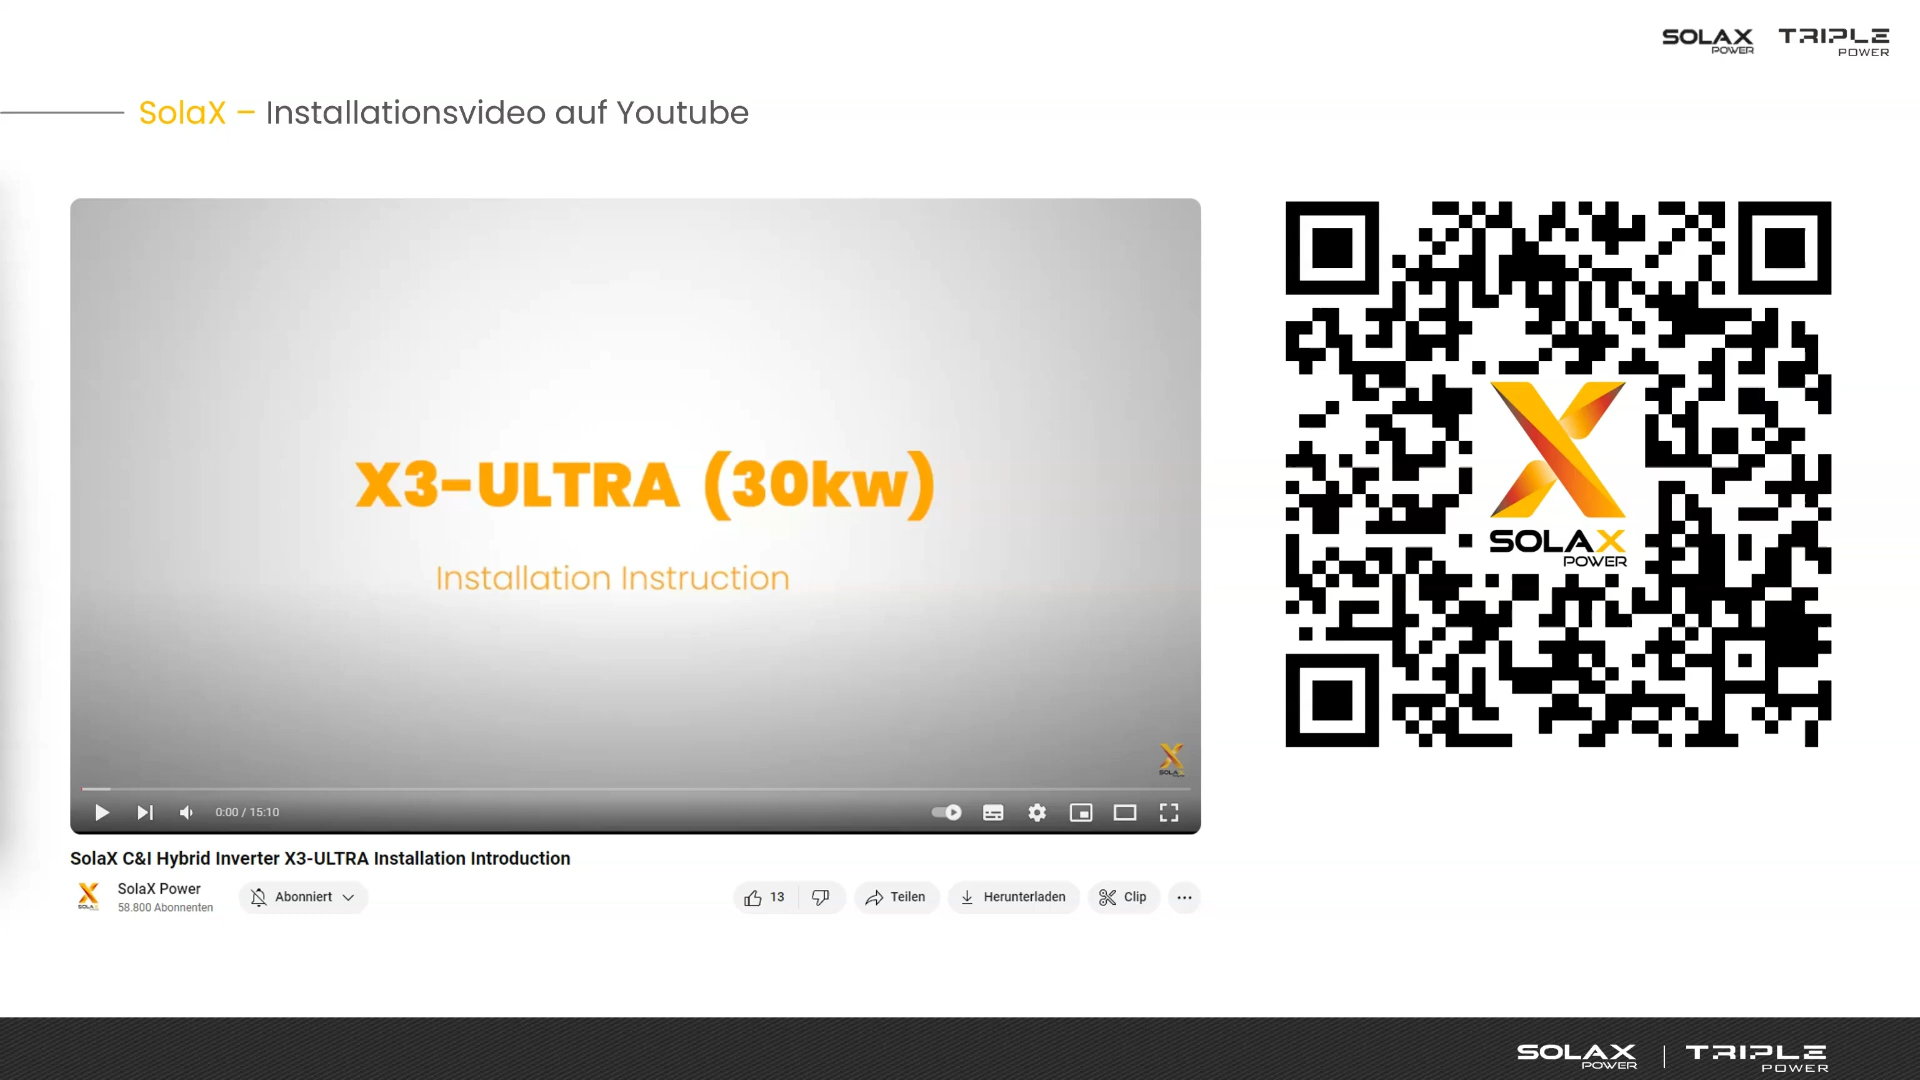 SOLAX POWER TRIPLE POWER
SolaX – Installationsvideo auf Youtube
X3-ULTRA (30kw)
Installation Instruction
SOLAX
POWER
SOLAX
0:00 / 15:10
SolaX C&I Hybrid Inverter X3-ULTRA Installation Introduction
SolaX Power
58.800 Abonnenten
SOLAX
Abonniert
13
Teilen
Herunterladen
Clip
SOLAX POWER TRIPLE POWER